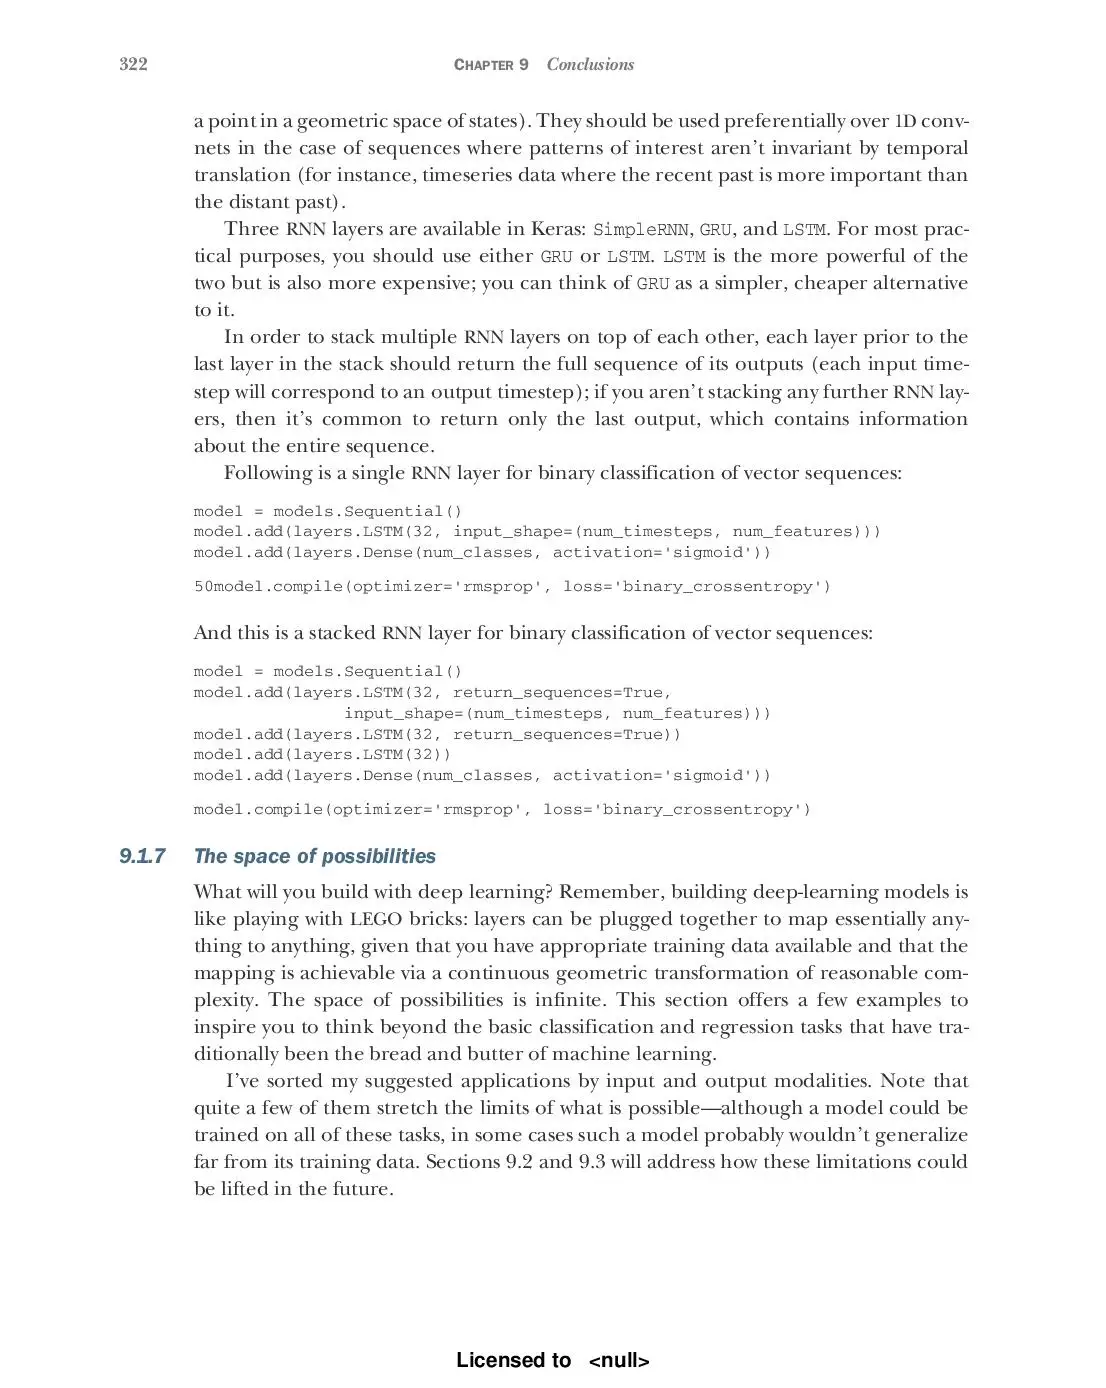 322 CHAPTER 9 Conclusions
a point in a geometric space of states). They should be used preferentially over 1D conv-
nets in the case of sequences where patterns of interest aren't invariant by temporal
translation (for instance, timeseries data where the recent past is more important than
the distant past).
Three RNN layers are available in Keras: SimpleRNN, GRU, and LSTM. For most prac-
tical purposes, you should use either GRU or LSTM. LSTM is the more powerful of the
two but is also more expensive; you can think of GRU as a simpler, cheaper alternative
to it.
In order to stack multiple RNN layers on top of each other, each layer prior to the
last layer in the stack should return the full sequence of its outputs (each input time-
step will correspond to an output timestep); if you aren't stacking any further RNN lay-
ers, then it's common to return only the last output, which contains information
about the entire sequence.
Following is a single RNN layer for binary classification of vector sequences:
model = models.Sequential()
model.add(layers.LSTM(32, input_shape=(num_timesteps, num_features)))
model.add(layers.Dense(num_classes, activation='sigmoid'))
50model.compile(optimizer='rmsprop', loss='binary_crossentropy')
And this is a stacked RNN layer for binary classification of vector sequences:
model = models.Sequential()
model.add(layers.LSTM(32, return_sequences=True,
input_shape=(num_timesteps, num_features)))
model.add(layers.LSTM(32, return_sequences=True))
model.add(layers.LSTM(32))
model.add(layers.Dense(num_classes, activation='sigmoid'))
model.compile(optimizer='rmsprop', loss='binary_crossentropy')
9.1.7 The space of possibilities
What will you build with deep learning? Remember, building deep-learning models is
like playing with LEGO bricks: layers can be plugged together to map essentially any-
thing to anything, given that you have appropriate training data available and that the
mapping is achievable via a continuous geometric transformation of reasonable com-
plexity. The space of possibilities is infinite. This section offers a few examples to
inspire you to think beyond the basic classification and regression tasks that have tra-
ditionally been the bread and butter of machine learning.
I've sorted my suggested applications by input and output modalities. Note that
quite a few of them stretch the limits of what is possible—although a model could be
trained on all of these tasks, in some cases such a model probably wouldn't generalize
far from its training data. Sections 9.2 and 9.3 will address how these limitations could
be lifted in the future.
Licensed to <null>